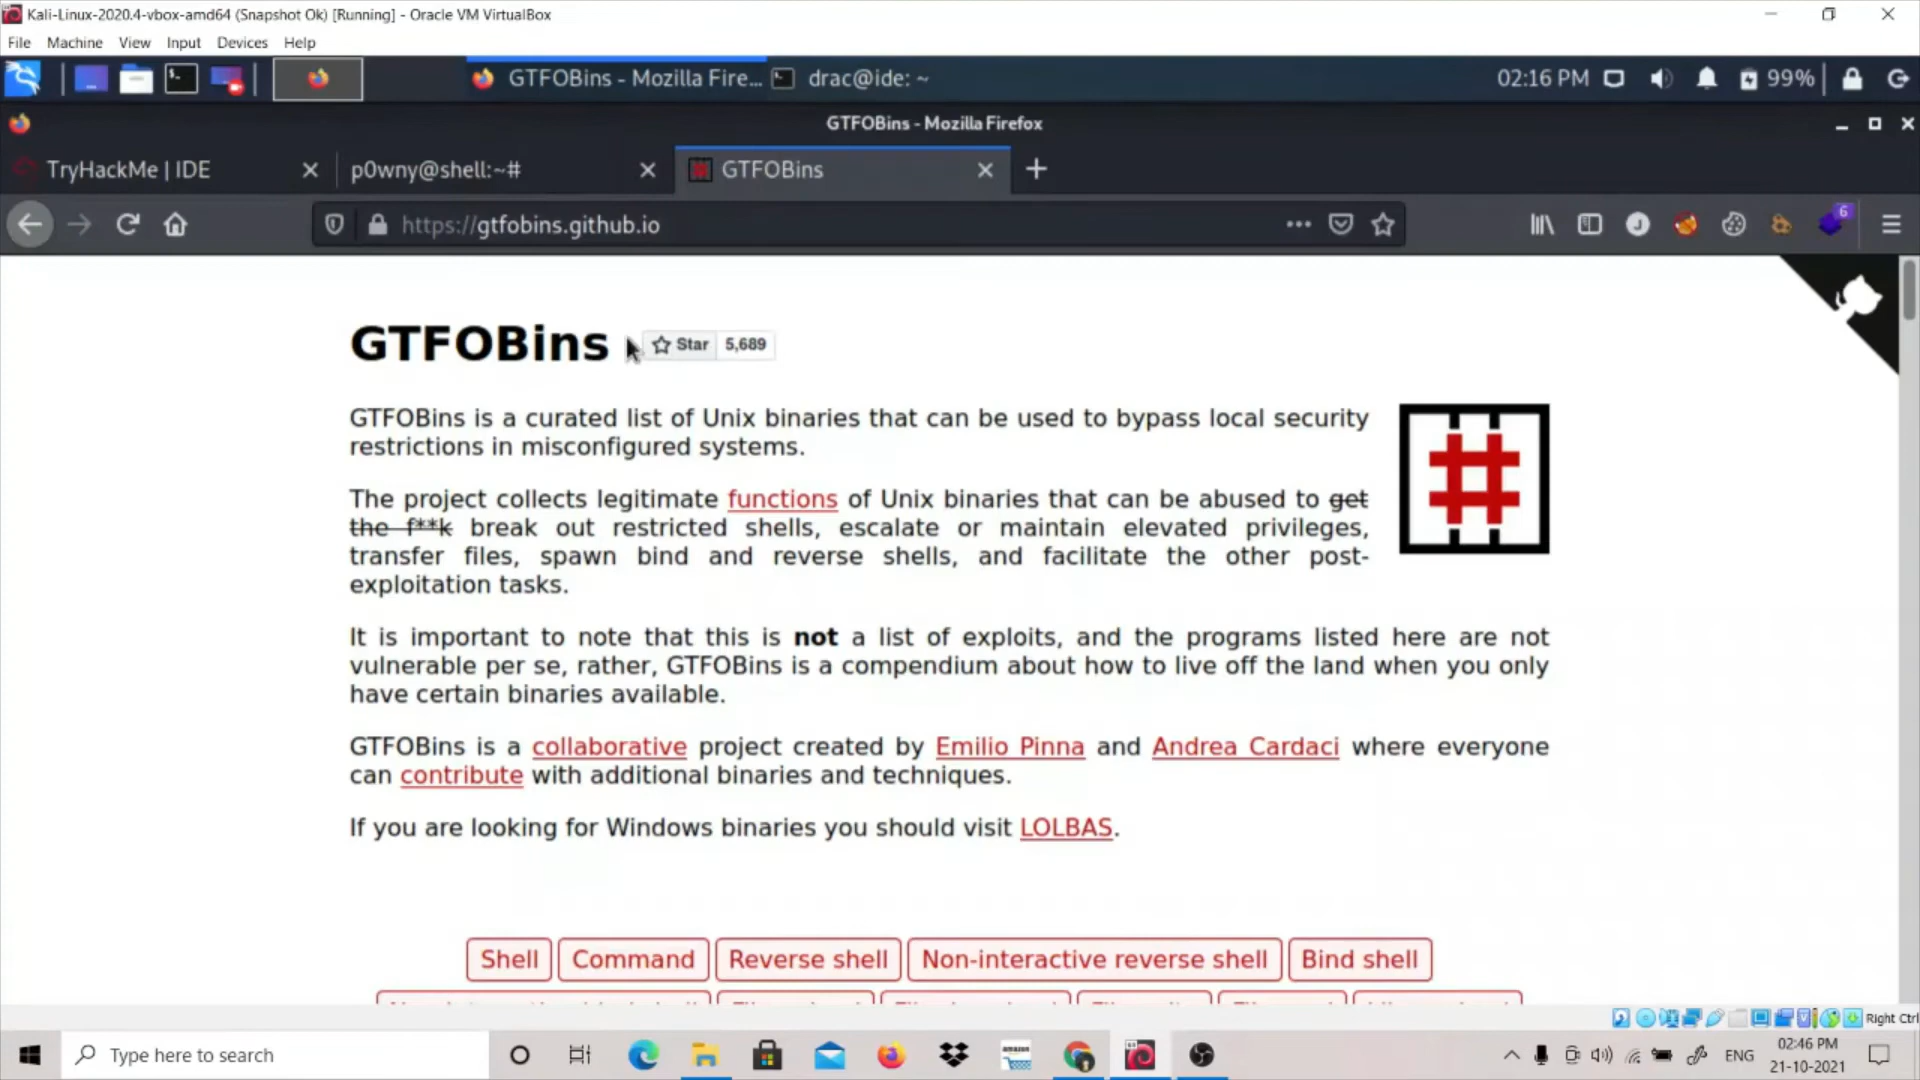 Kali-Linux-2020.4-vbox-amd64 (Snapshot Ok) [Running] - Oracle VM VirtualBox
File Machine View Input Devices Help
GTFOBins - Mozilla Fire... drac@ide: ~ 02:16 PM 99%
GTFOBins - Mozilla Firefox
TryHackMe | IDE p0wny@shell:~# GTFOBins
https://gtfobins.github.io 6
GTFOBins Star 5,689
GTFOBins is a curated list of Unix binaries that can be used to bypass local security
restrictions in misconfigured systems.
The project collects legitimate functions of Unix binaries that can be abused to get
the f**k break out restricted shells, escalate or maintain elevated privileges,
transfer files, spawn bind and reverse shells, and facilitate the other post-
exploitation tasks.
It is important to note that this is not a list of exploits, and the programs listed here are not
vulnerable per se, rather, GTFOBins is a compendium about how to live off the land when you only
have certain binaries available.
GTFOBins is a collaborative project created by Emilio Pinna and Andrea Cardaci where everyone
can contribute with additional binaries and techniques.
If you are looking for Windows binaries you should visit LOLBAS.
Shell Command Reverse shell Non-interactive reverse shell Bind shell
Right Ctrl
Type here to search amazon ENG 02:46 PM
21-10-2021